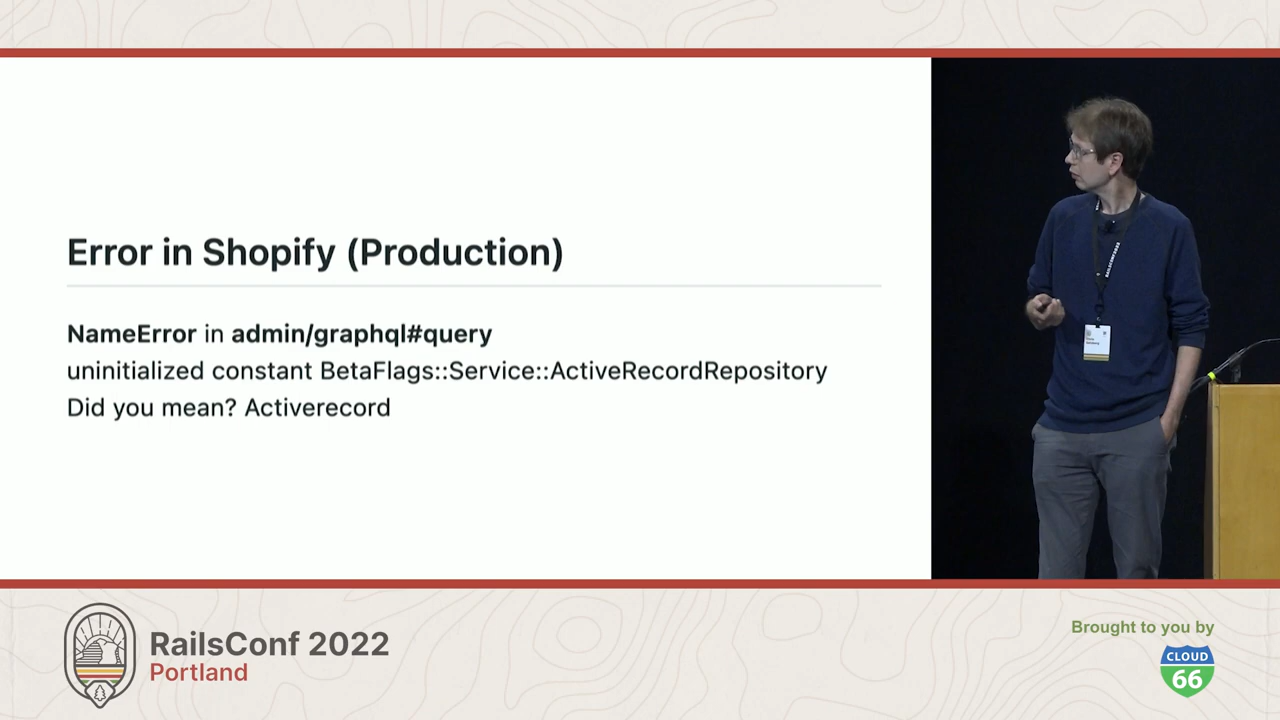 Error in Shopify (Production)
NameError in admin/graphql#query
uninitialized constant BetaFlags::Service::ActiveRecordRepository
Did you mean? Activerecord
RailsConf 2022
Portland
Brought to you by
CLOUD
66